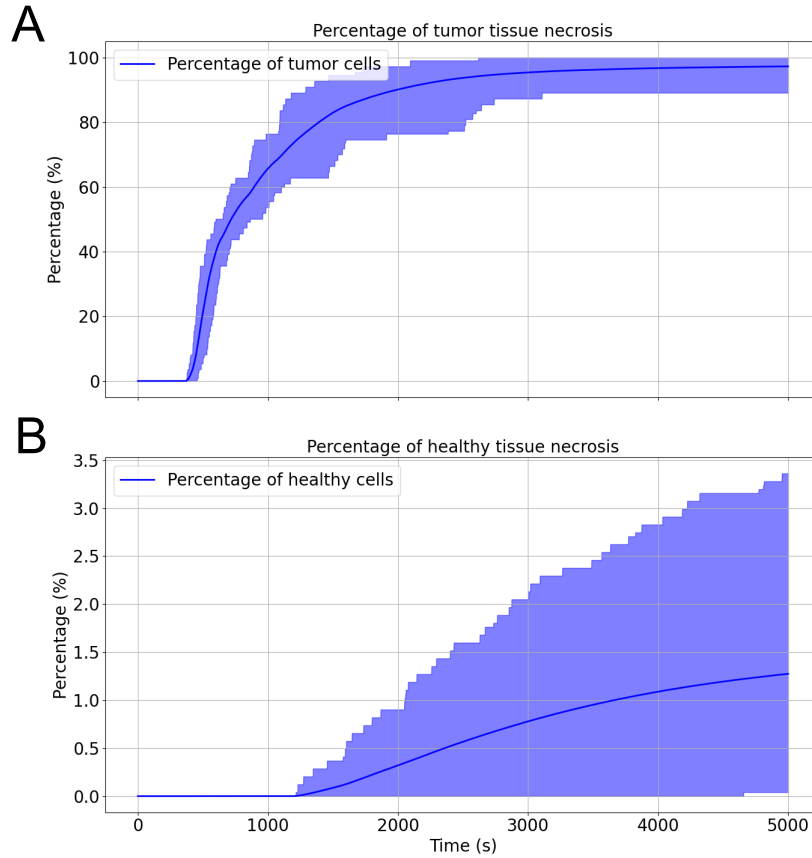 A
Percentage of tumor tissue necrosis
Percentage of tumor cells
100
80
60
40
20
0
Percentage (%)
B
Percentage of healthy tissue necrosis
Percentage of healthy cells
3.5
3.0
2.5
2.0
1.5
1.0
0.5
0.0
Percentage (%)
0 1000 2000 3000 4000 5000
Time (s)